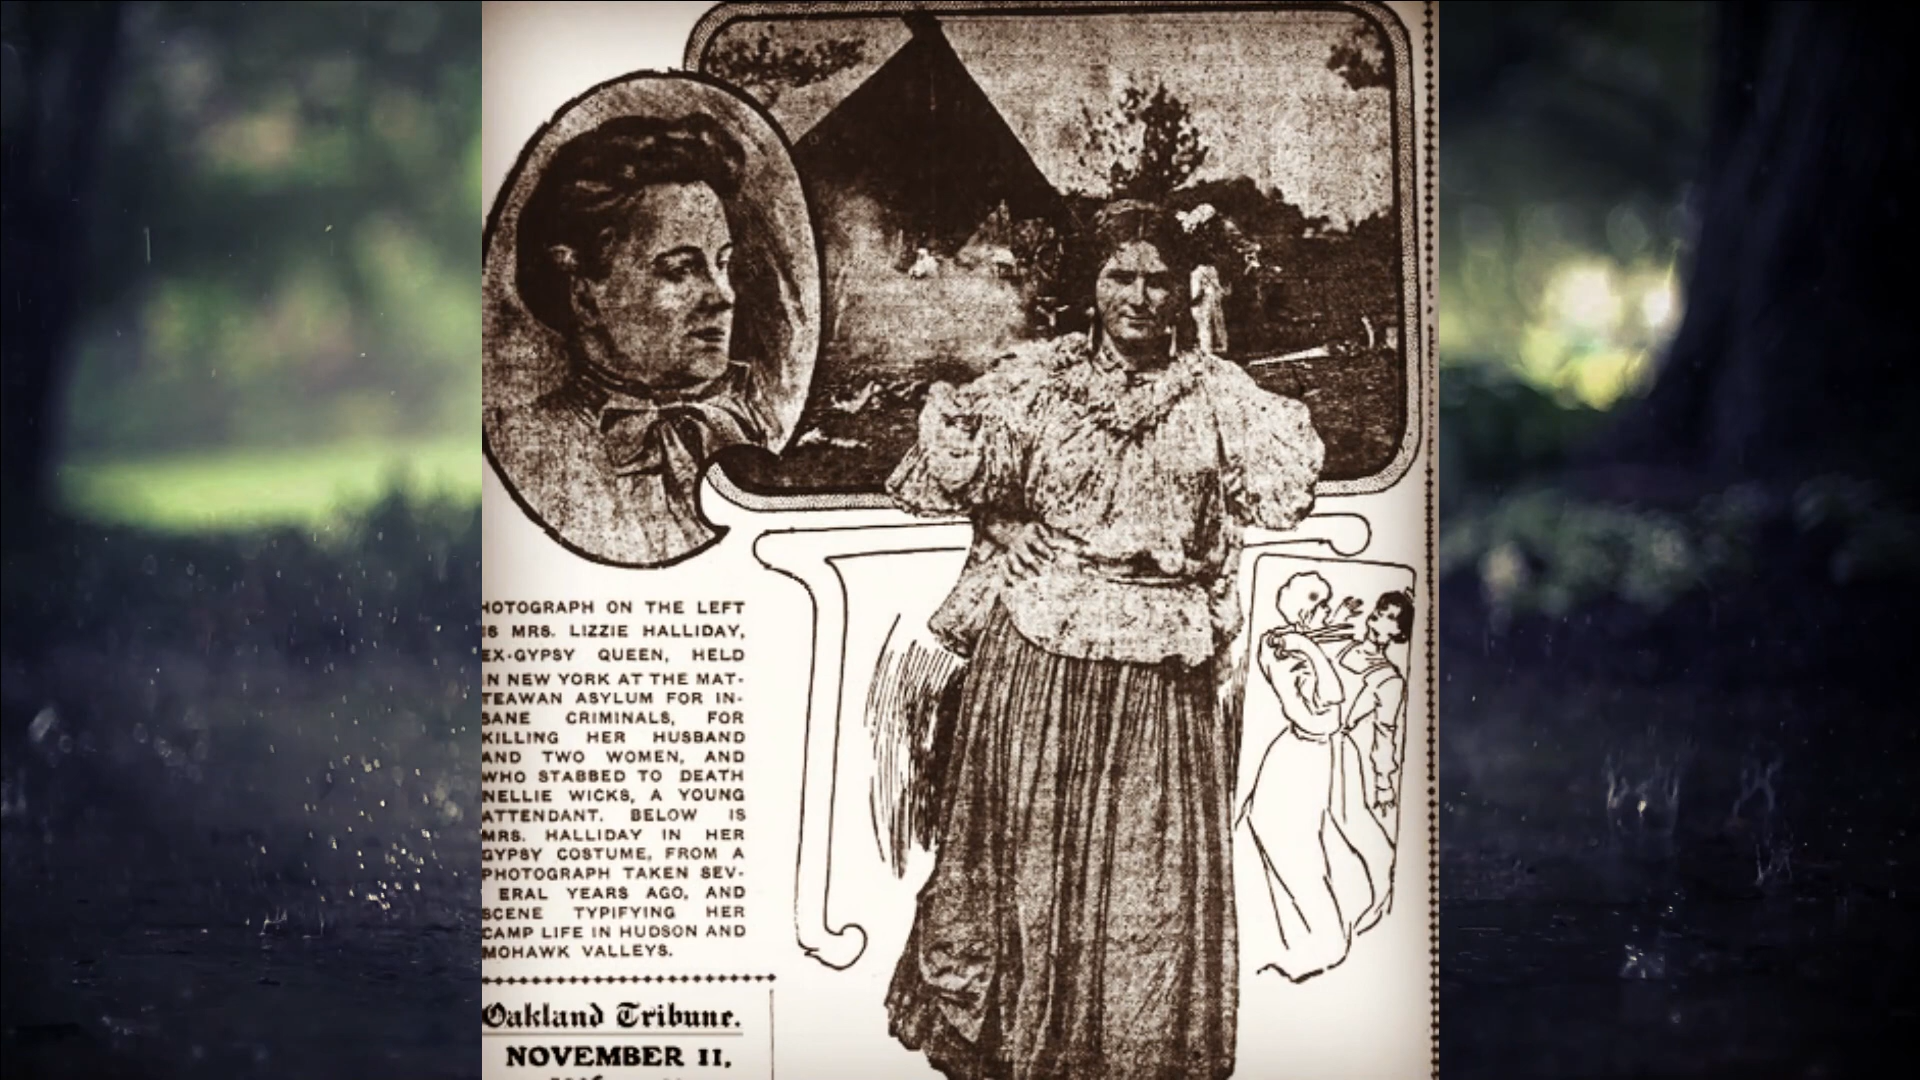 HOTOGRAPH ON THE LEFT
IS MRS. LIZZIE HALLIDAY,
EX-GYPSY QUEEN, HELD
IN NEW YORK AT THE MAT-
TEAWAN ASYLUM FOR IN-
SANE CRIMINALS, FOR
KILLING HER HUSBAND
AND TWO WOMEN, AND
WHO STABBED TO DEATH
NELLIE WICKS, A YOUNG
ATTENDANT. BELOW IS
MRS. HALLIDAY IN HER
GYPSY COSTUME, FROM A
PHOTOGRAPH TAKEN SEV-
ERAL YEARS AGO, AND
SCENE TYPIFYING HER
CAMP LIFE IN HUDSON AND
MOHAWK VALLEYS.
Oakland Tribune.
NOVEMBER 11,